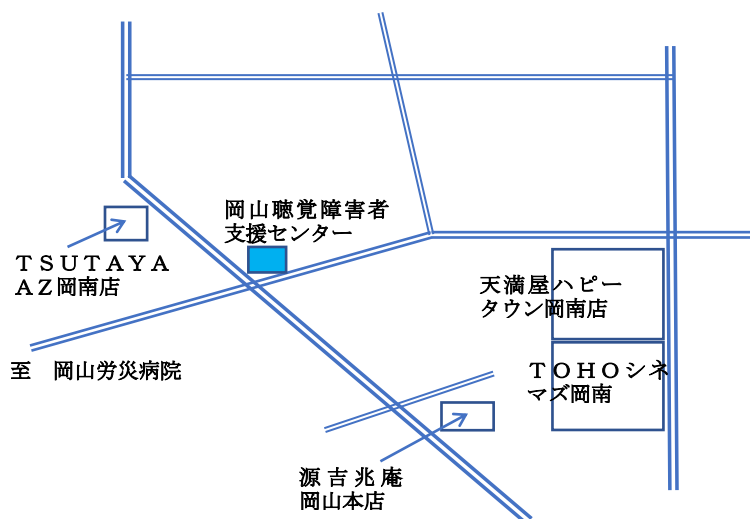 岡山聴覚障害者
支援センター
ＴＳＵＴＡＹＡ
ＡＺ岡南店
天満屋ハピー
タウン岡南店
至　岡山労災病院
ＴＯＨＯシネ
マズ岡南
源吉兆庵
岡山本店